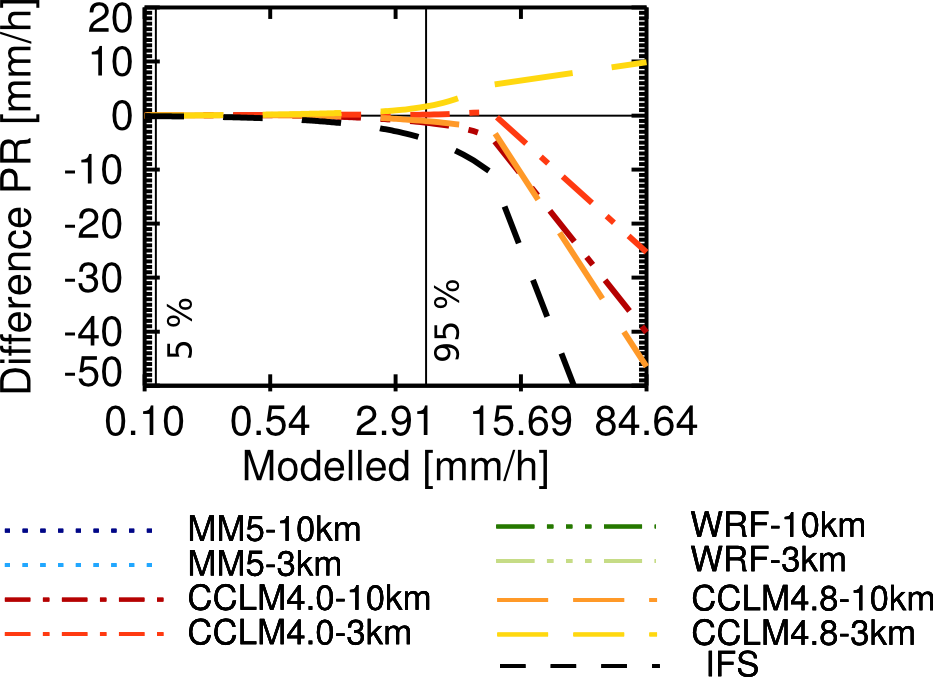 Difference PR [mm/h]
20
10
0
-10
-20
-30
-40
-50
5 %
95 %
0.10 0.54 2.91 15.69 84.64
Modelled [mm/h]
MM5-10km WRF-10km
MM5-3km WRF-3km
CCLM4.0-10km CCLM4.8-10km
CCLM4.0-3km CCLM4.8-3km
IFS